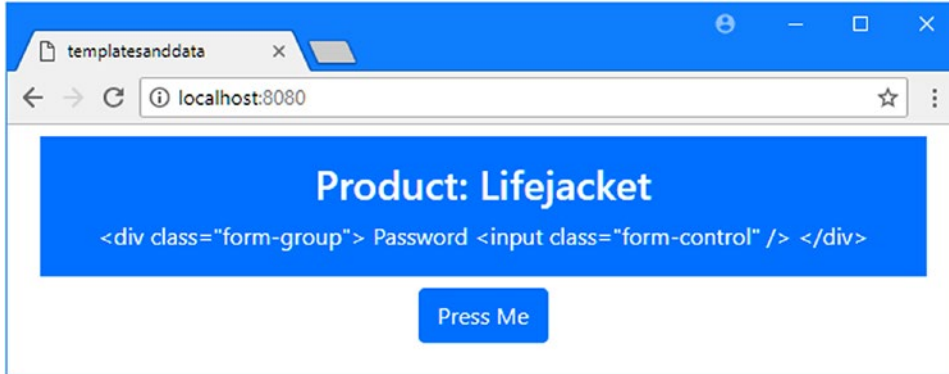 templatesanddata
localhost:8080
Product: Lifejacket
<div class="form-group"> Password <input class="form-control" /> </div>
Press Me